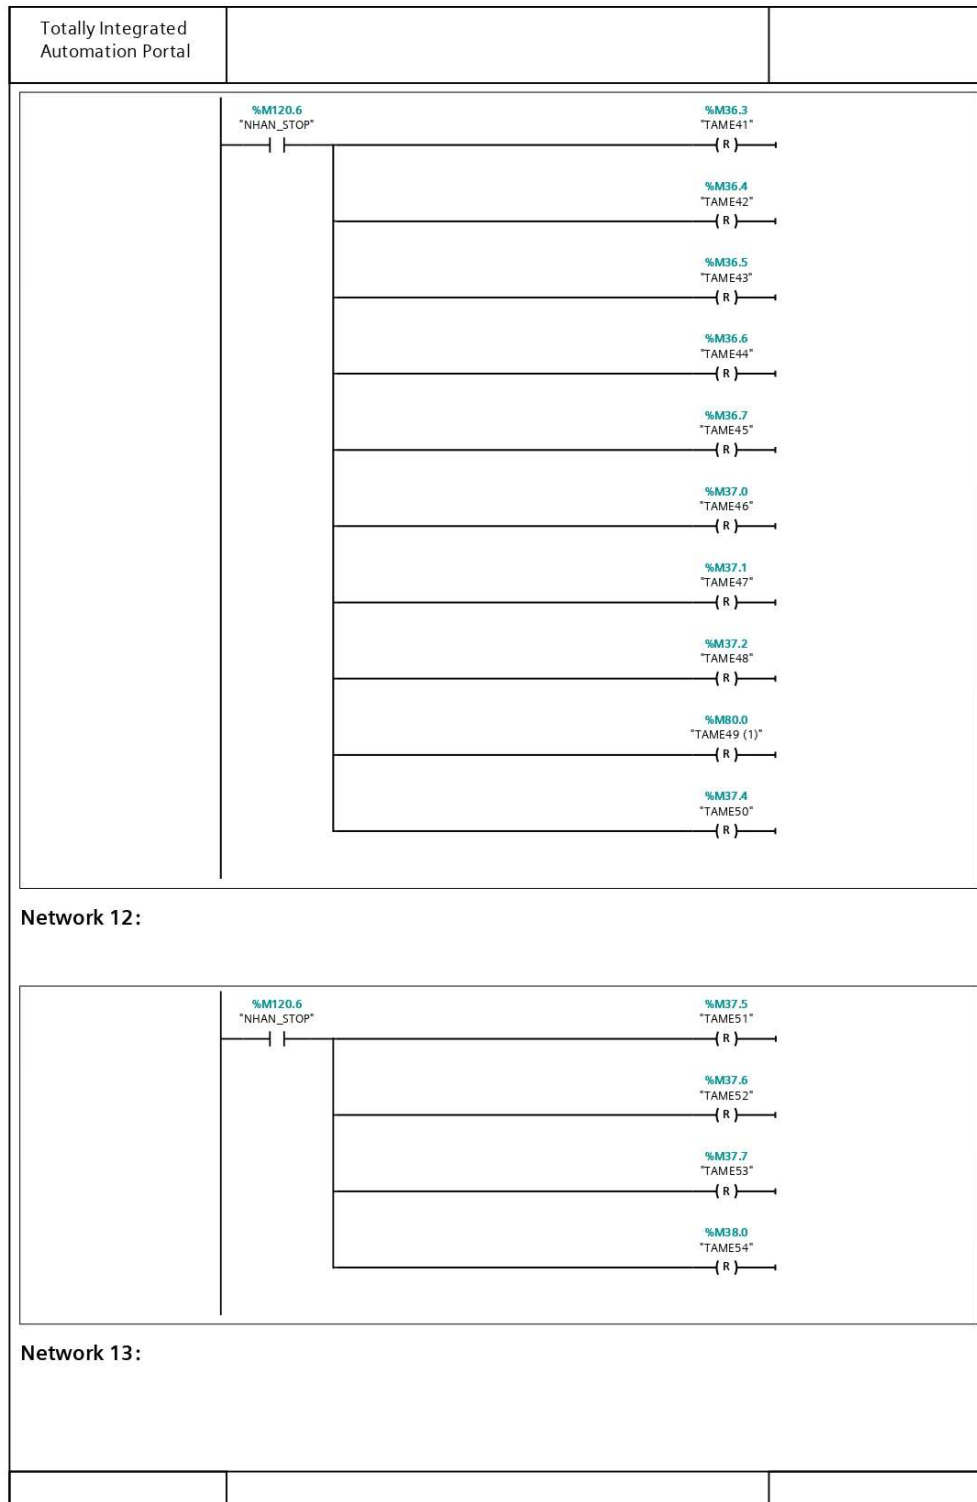 Totally Integrated
Automation Portal
%M120.6
"NHAN_STOP"
%M36.3
"TAME41"
R
%M36.4
"TAME42"
R
%M36.5
"TAME43"
R
%M36.6
"TAME44"
R
%M36.7
"TAME45"
R
%M37.0
"TAME46"
R
%M37.1
"TAME47"
R
%M37.2
"TAME48"
R
%M80.0
"TAME49 (1)"
R
%M37.4
"TAME50"
R
Network 12:
%M120.6
"NHAN_STOP"
%M37.5
"TAME51"
R
%M37.6
"TAME52"
R
%M37.7
"TAME53"
R
%M38.0
"TAME54"
R
Network 13: